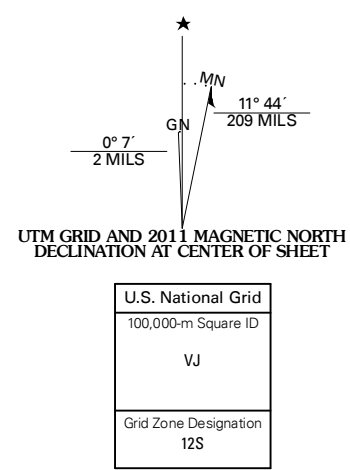 ★
MN
GN
11° 44´
209 MILS
0° 7´
2 MILS
UTM GRID AND 2011 MAGNETIC NORTH
DECLINATION AT CENTER OF SHEET
U.S. National Grid
100,000-m Square ID
VJ
Grid Zone Designation
12S